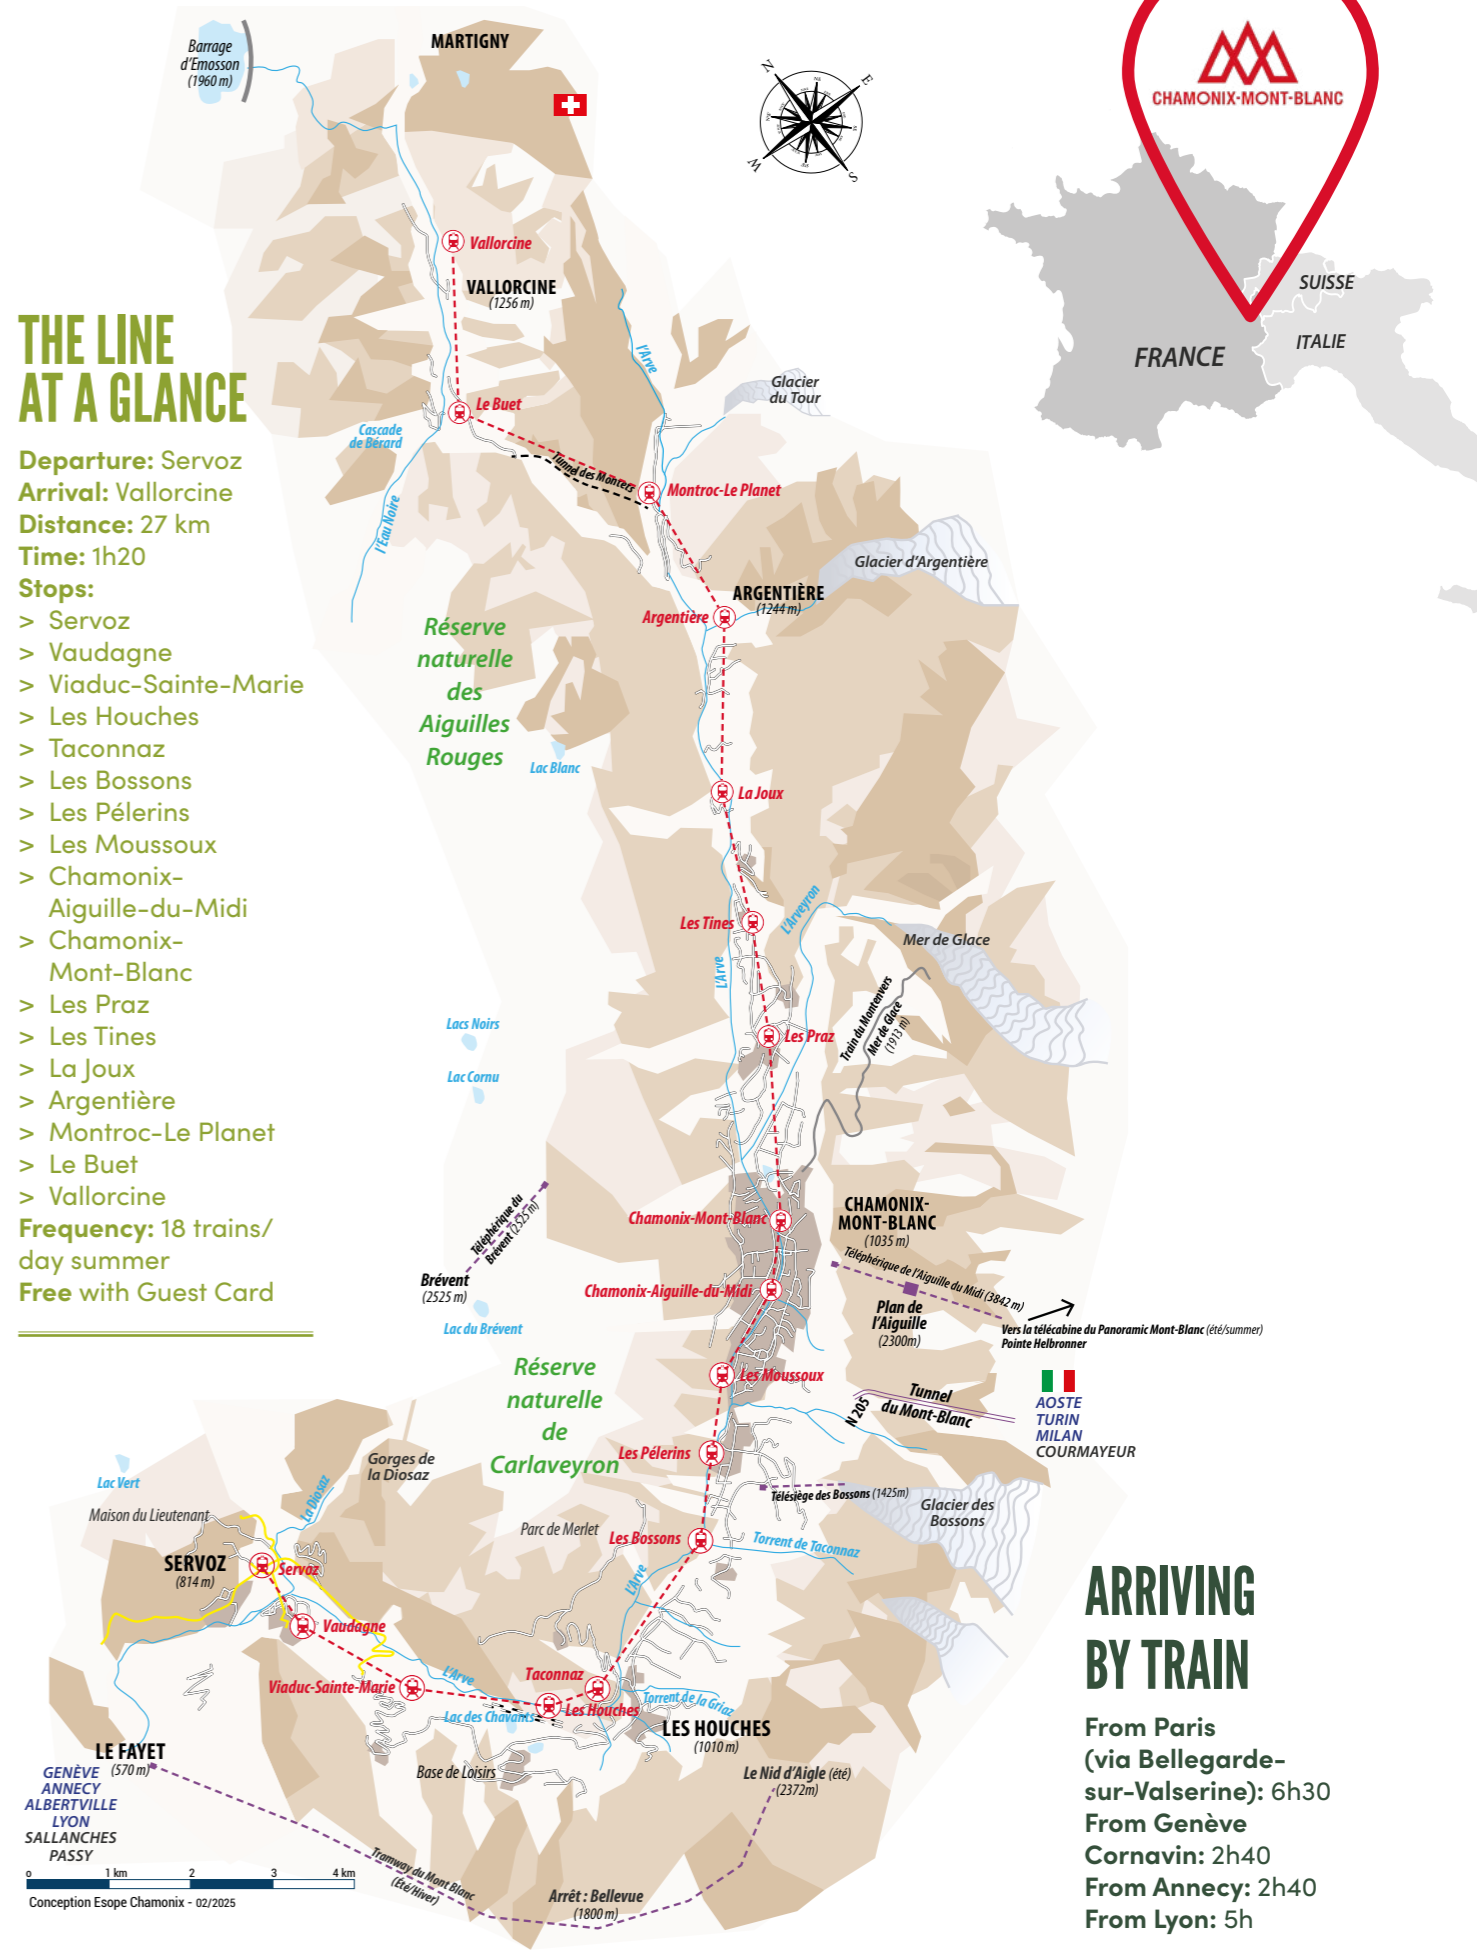 Barrage
d'Emosson
(1960 m)
MARTIGNY
N
E
S
W
CHAMONIX-MONT-BLANC
FRANCE
SUISSE
ITALIE
Vallorcine
VALLORCINE
(1256 m)
THE LINE
AT A GLANCE
Departure: Servoz
Arrival: Vallorcine
Distance: 27 km
Time: 1h20
Stops:
> Servoz
> Vaudagne
> Viaduc-Sainte-Marie
> Les Houches
> Taconnaz
> Les Bossons
> Les Pélerins
> Les Moussoux
> Chamonix-
Aiguille-du-Midi
> Chamonix-
Mont-Blanc
> Les Praz
> Les Tines
> La Joux
> Argentière
> Montroc-Le Planet
> Le Buet
> Vallorcine
Frequency: 18 trains/
day summer
Free with Guest Card
l'Arve
Glacier
du Tour
Le Buet
Cascade
de Bérard
l'Eau Noire
Tunnel des Montets
Montroc-Le Planet
Glacier d'Argentière
ARGENTIÈRE
(1244 m)
Argentière
Réserve
naturelle
des
Aiguilles
Rouges
Lac Blanc
La Joux
Les Tines
L'Arveyron
L'Arve
Mer de Glace
Train du Montenvers
Mer de Glace
(1913 m)
Lacs Noirs
Lac Cornu
Les Praz
Téléphérique du
Brévent (2525 m)
Brévent
(2525 m)
Lac du Brévent
Chamonix-Mont-Blanc
CHAMONIX-
MONT-BLANC
(1035 m)
Téléphérique de l'Aiguille du Midi (3842 m)
Chamonix-Aiguille-du-Midi
Plan de
l'Aiguille
(2300m)
Vers la télécabine du Panoramic Mont-Blanc (été/summer)
Pointe Helbronner
Réserve
naturelle
de
Carlaveyron
Les Moussoux
N 205
Tunnel
du Mont-Blanc
AOSTE
TURIN
MILAN
COURMAYEUR
Les Pélerins
Télésiège des Bossons (1425m)
Glacier des
Bossons
Gorges de
la Diosaz
La Diosaz
Lac Vert
Maison du Lieutenant
Parc de Merlet
Les Bossons
Torrent de Taconnaz
L'Arve
SERVOZ
(814 m)
Servoz
Vaudagne
Viaduc-Sainte-Marie
L'Arve
Taconnaz
Les Houches
Lac des Chavants
Torrent de la Griaz
LES HOUCHES
(1010 m)
Base de Loisirs
Le Nid d'Aigle (été)
(2372m)
LE FAYET
(570 m)
GENÈVE
ANNECY
ALBERTVILLE
LYON
SALLANCHES
PASSY
Tramway du Mont Blanc
(Été/Hiver)
Arrêt : Bellevue
(1800 m)
0 1 km 2 3 4 km
Conception Esope Chamonix - 02/2025
ARRIVING
BY TRAIN
From Paris
(via Bellegarde-
sur-Valserine): 6h30
From Genève
Cornavin: 2h40
From Annecy: 2h40
From Lyon: 5h